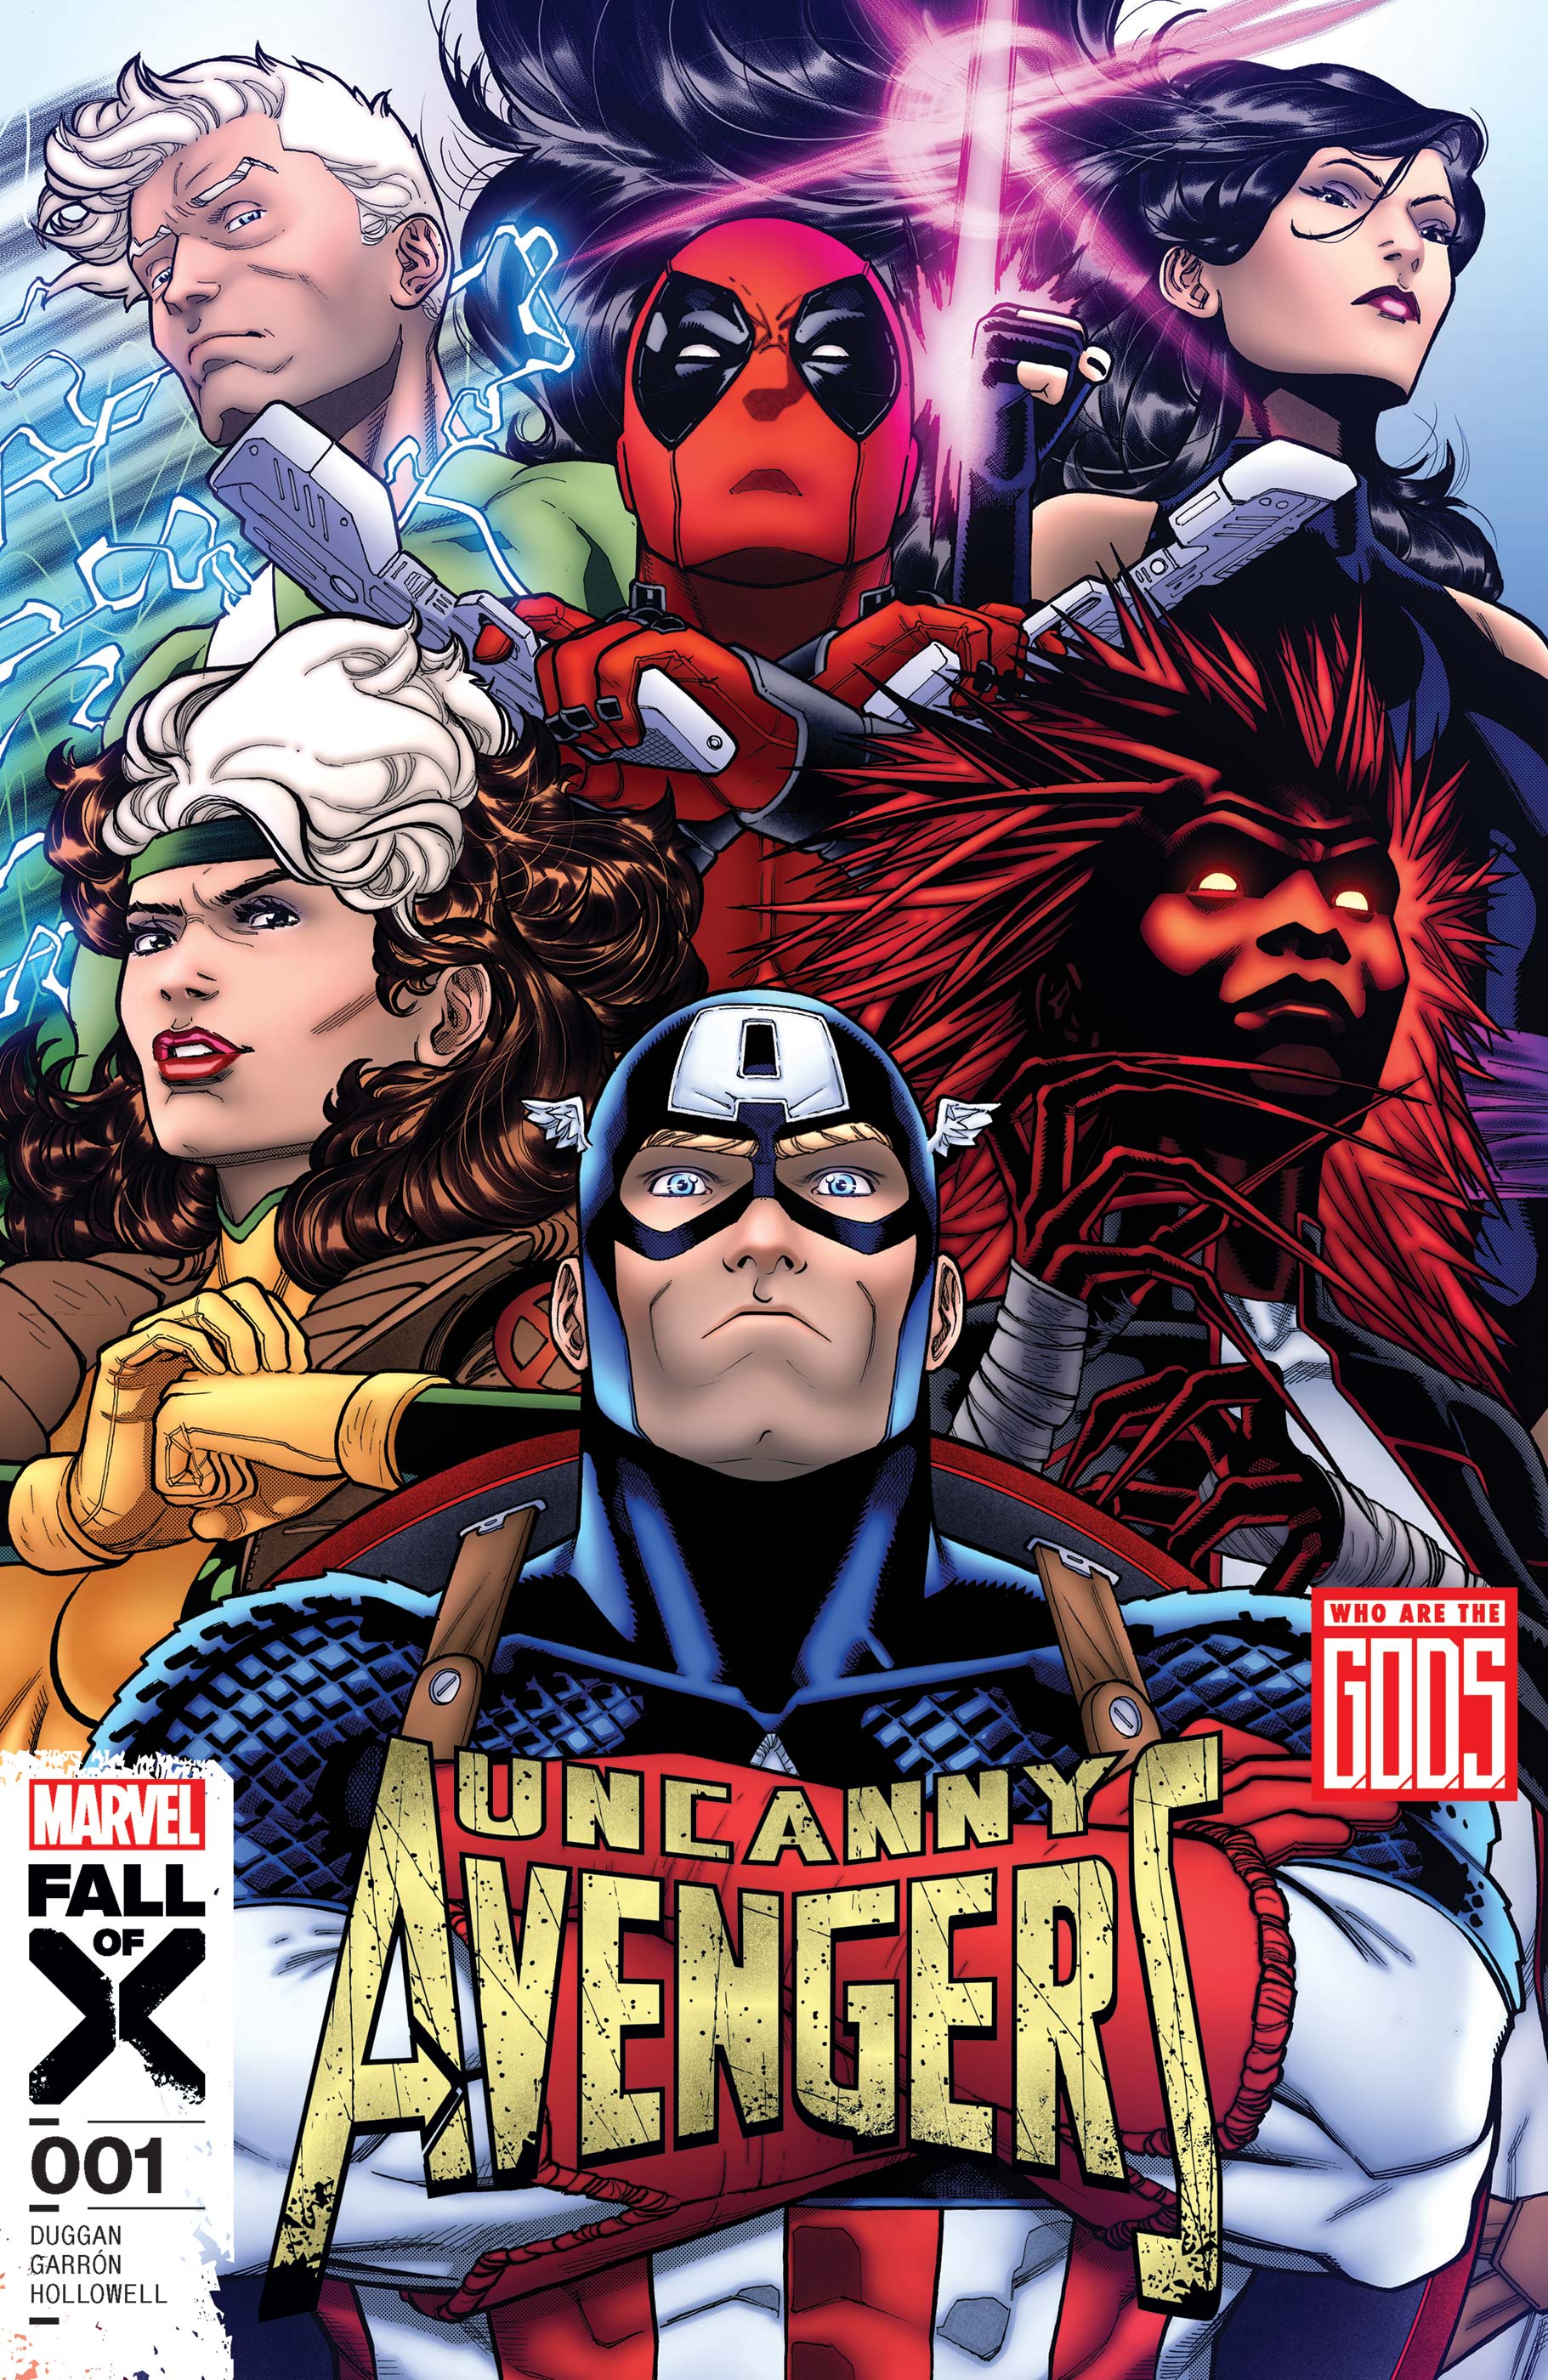 WHO ARE THE
G.O.D.S.
UNCANNY
AVENGERS
MARVEL
FALL
OF
X
001
DUGGAN
GARRÓN
HOLLOWELL